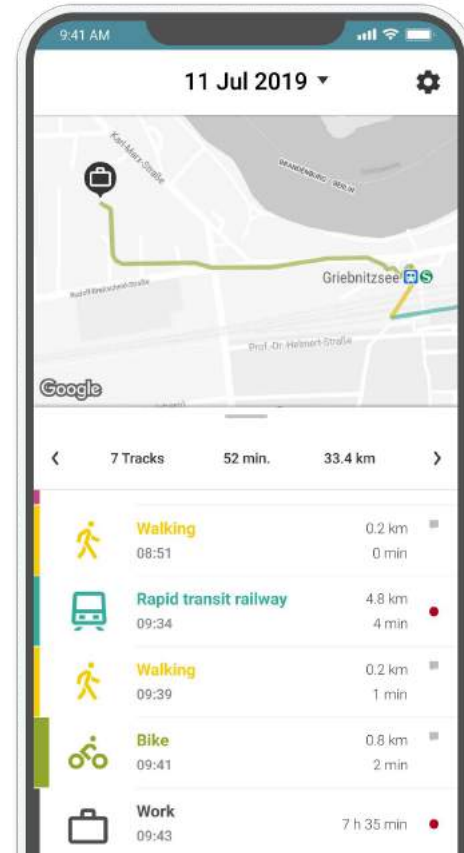 9:41 AM
11 Jul 2019
Karl-Marx-Straße
BRANDENBURG
BERLIN
Griebnitzsee S
Rudolf-Breitscheid-Straße
Prof.-Dr.-Helmert-Straße
Google
7 Tracks 52 min. 33.4 km
Walking 0.2 km
08:51 0 min
Rapid transit railway 4.8 km
09:34 4 min
Walking 0.2 km
09:39 1 min
Bike 0.8 km
09:41 2 min
Work
09:43 7 h 35 min